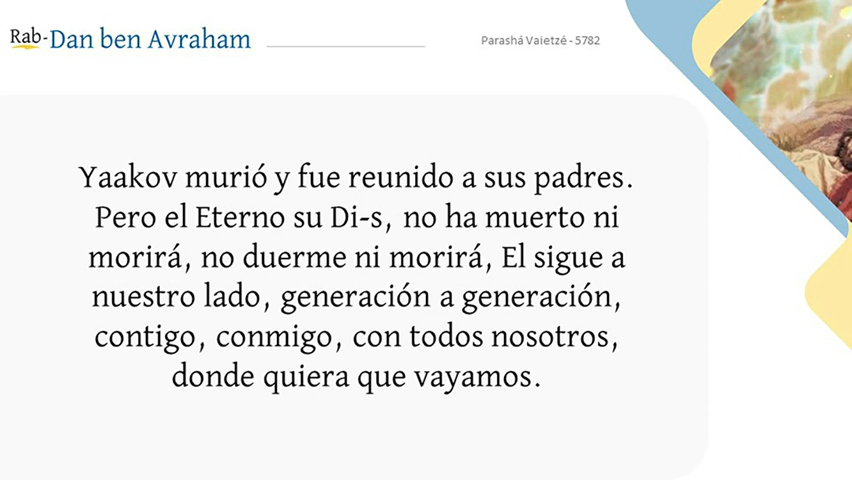 Rab-Dan ben Avraham
Parashá Vaietzé - 5782
Yaakov murió y fue reunido a sus padres.
Pero el Eterno su Di-s, no ha muerto ni
morirá, no duerme ni morirá, El sigue a
nuestro lado, generación a generación,
contigo, conmigo, con todos nosotros,
donde quiera que vayamos.